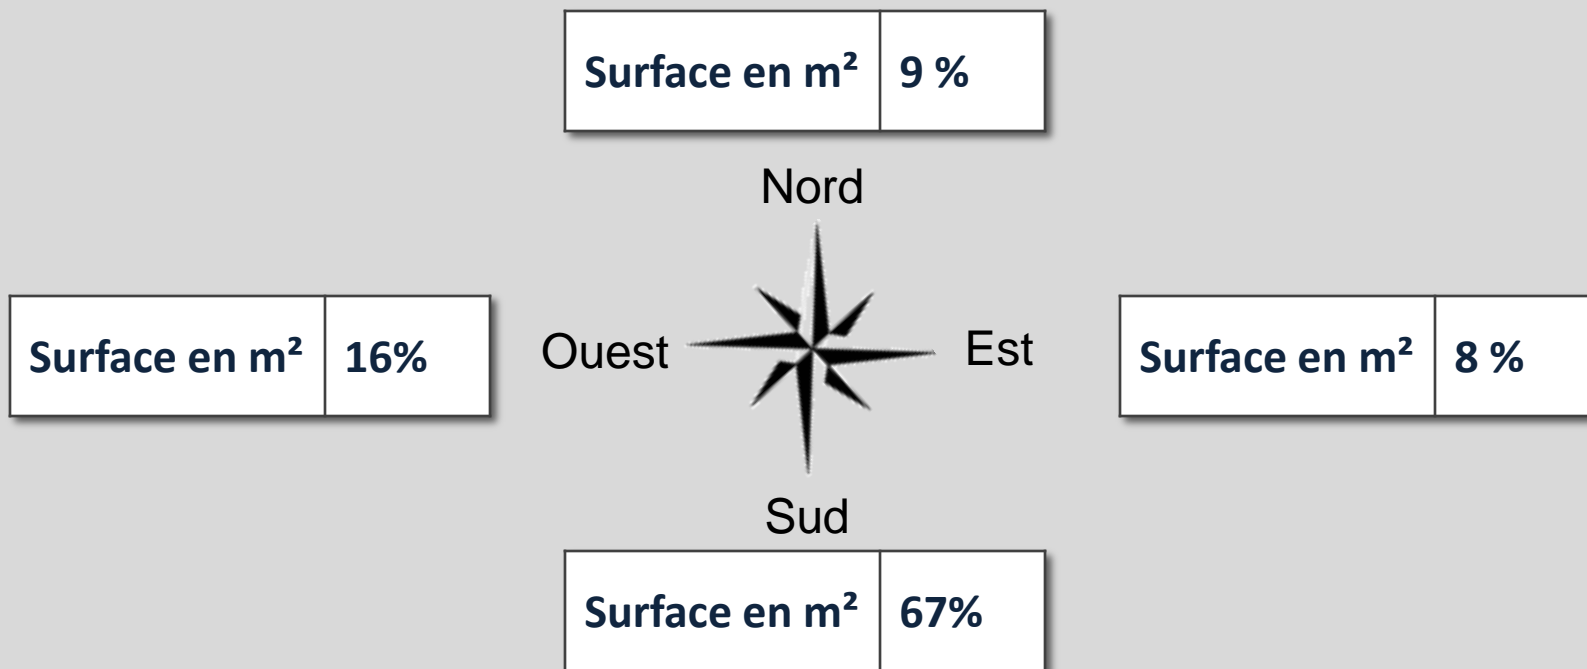 Surface en m² 9 %
Nord
Surface en m² 16%
Ouest
Est
Surface en m² 8 %
Sud
Surface en m² 67%